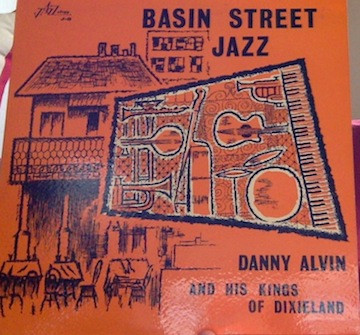 BASIN STREET
JAZZ
DANNY ALVIN
AND HIS KINGS
OF DIXIELAND